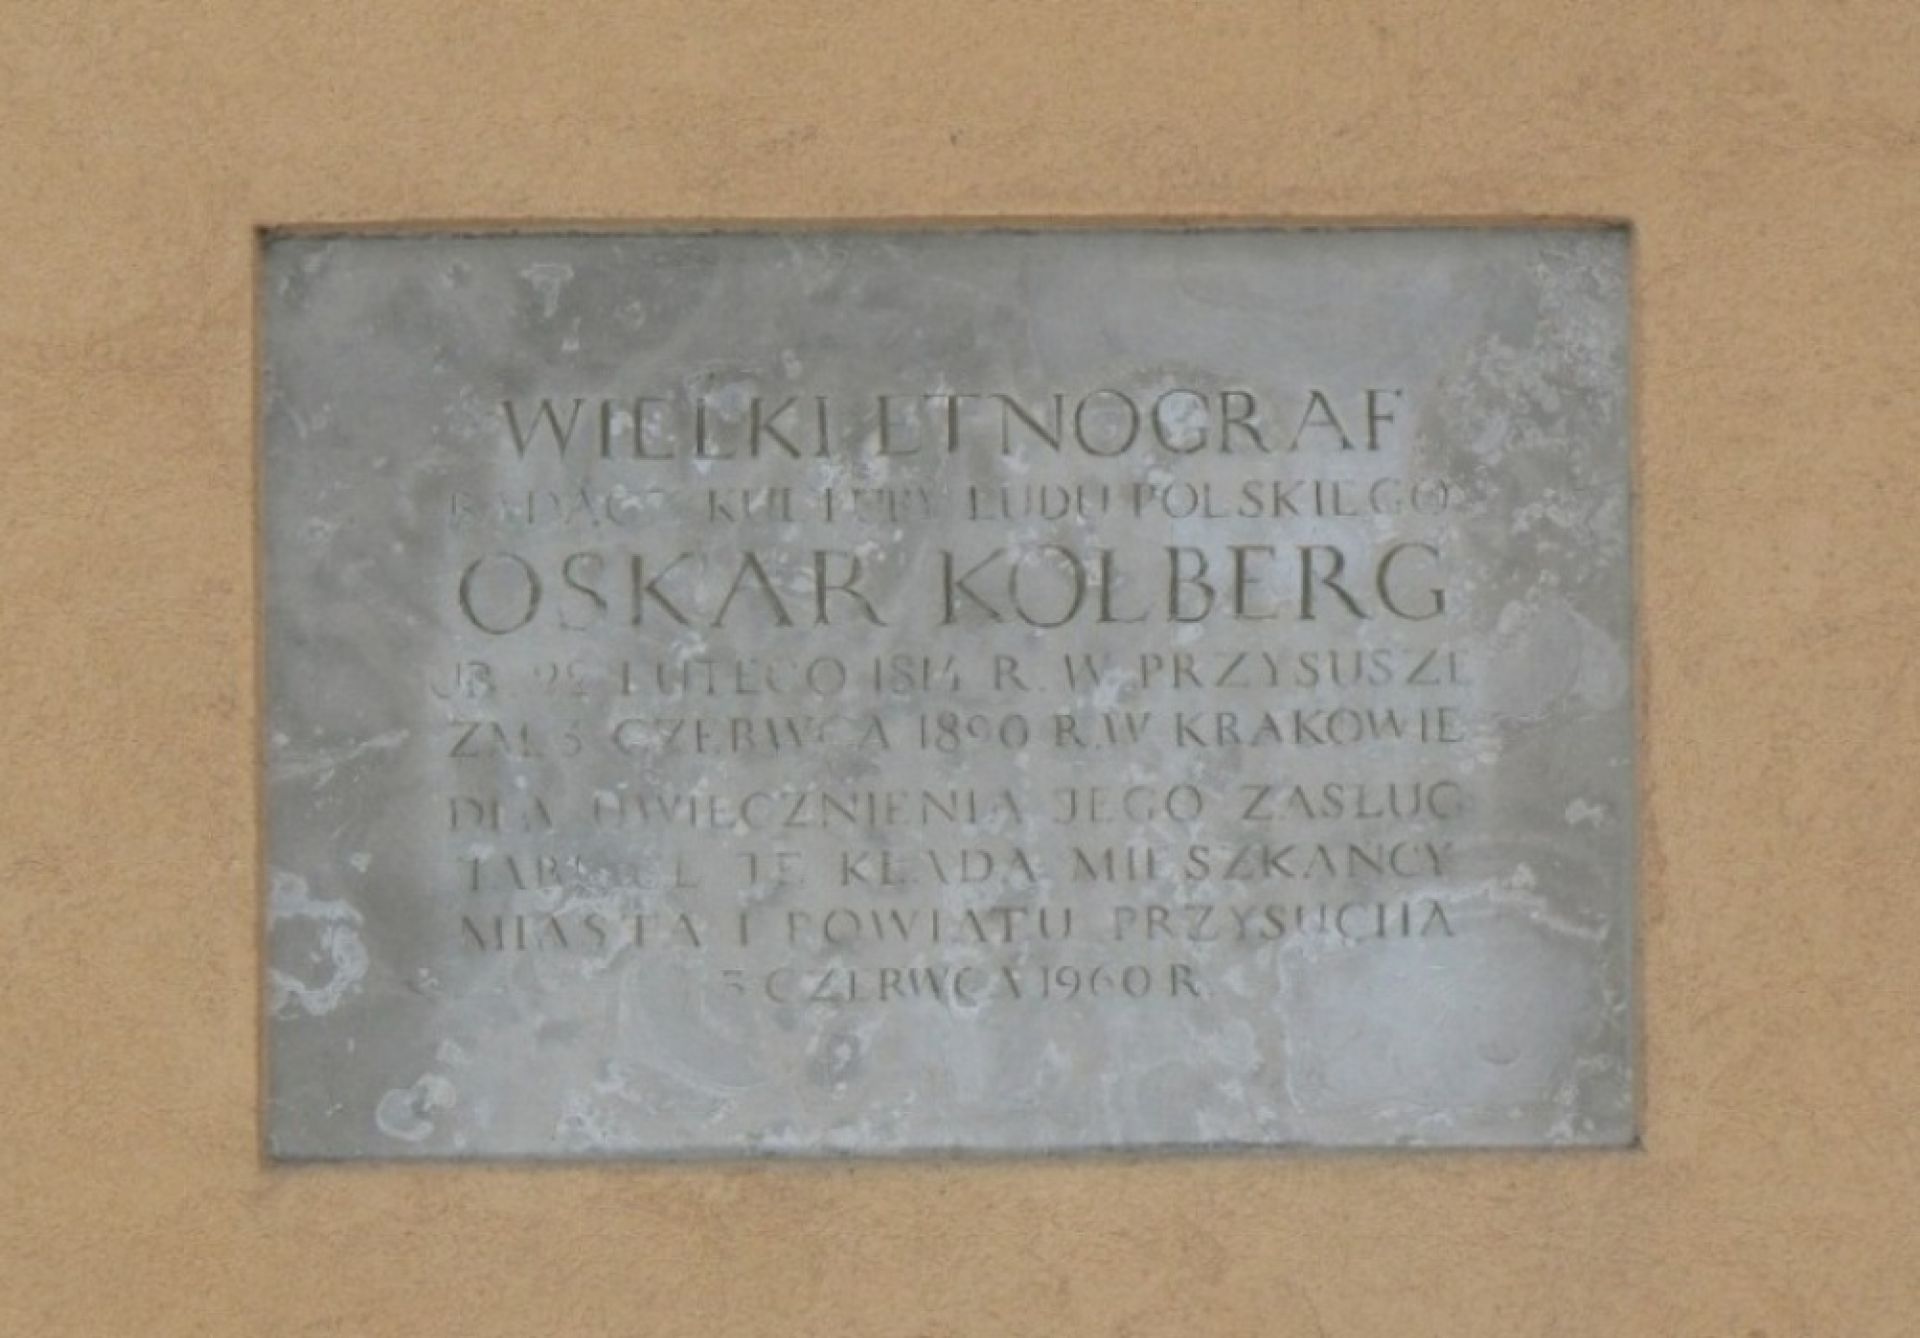 WIELKI ETNOGRAF
BADACZ KULTURY LUDU POLSKIEGO
OSKAR KOLBERG
UR. 22 LUTEGO 1814 R. W PRZYSUSZE
ZM. 3 CZERWCA 1890 R. W KRAKOWIE
DLA UWIECZNIENIA JEGO ZASŁUG
TABLICĘ TĘ KŁADĄ MIESZKAŃCY
MIASTA I POWIATU PRZYSUCHA
3 CZERWCA 1960 R.